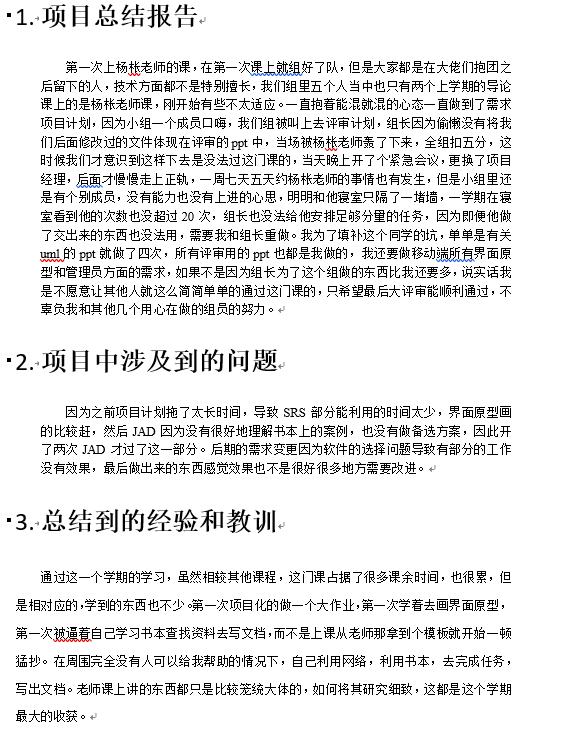 1.项目总结报告
第一次上杨枨老师的课，在第一次课上就组好了队，但是大家都是在大佬们抱团之
后留下的人，技术方面都不是特别擅长，我们组里五个人当中也只有两个上学期的导论
课上的是杨枨老师课，刚开始有些不太适应。一直抱着能混就混的心态一直做到了需求
项目计划，因为小组一个成员口嗨，我们组被叫上去评审计划，组长因为偷懒没有将我
们后面修改过的文件体现在评审的 ppt 中，当场被杨枨老师轰了下来，全组扣五分，这
时候我们才意识到这样下去是没法过这门课的，当天晚上开了个紧急会议，更换了项目
经理，后面才慢慢走上正轨，一周七天五天约杨枨老师的事情也有发生，但是小组里还
是有个别成员，没有能力也没有上进的心思，明明和他寝室只隔了一堵墙，一学期在寝
室看到他的次数也没超过 20 次，组长也没法给他安排足够分量的任务，因为即便他做
了交出来的东西也没法用，需要我和组长重做。我为了填补这个同学的坑，单单是有关
uml 的 ppt 就做了四次，所有评审用的 ppt 也都是我做的，我还要做移动端所有界面原
型和管理员方面的需求，如果不是因为组长为了这个组做的东西比我还要多，说实话我
是不愿意让其他人就这么简简单单的通过这门课的，只希望最后大评审能顺利通过，不
辜负我和其他几个用心在做的组员的努力。
2.项目中涉及到的问题
因为之前项目计划拖了太长时间，导致 SRS 部分能利用的时间太少，界面原型画
的比较赶，然后 JAD 因为没有很好地理解书本上的案例，也没有做备选方案，因此开
了两次 JAD 才过了这一部分。后期的需求变更因为软件的选择问题导致有部分的工作
没有效果，最后做出来的东西感觉效果也不是很好很多地方需要改进。
3.总结到的经验和教训
通过这一个学期的学习，虽然相较其他课程，这门课占据了很多课余时间，也很累，但
是相对应的，学到的东西也不少。第一次项目化的做一个大作业，第一次学着去画界面原型，
第一次被逼着自己学习书本查找资料去写文档，而不是上课从老师那拿到个模板就开始一顿
猛抄。在周围完全没有人可以给我帮助的情况下，自己利用网络，利用书本，去完成任务，
写出文档。老师课上讲的东西都只是比较笼统大体的，如何将其研究细致，这都是这个学期
最大的收获。